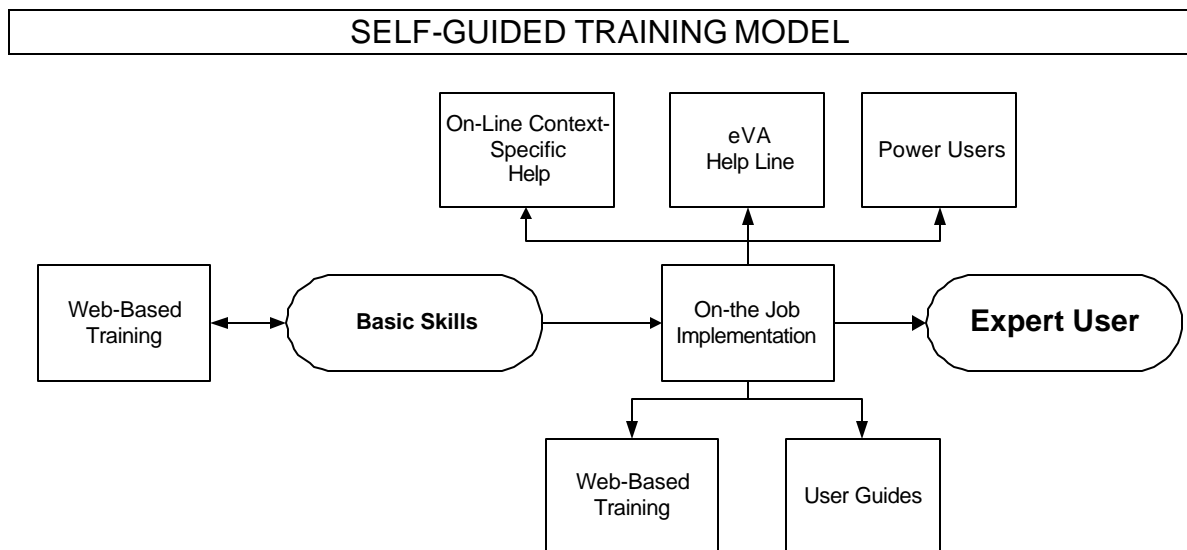 SELF-GUIDED TRAINING MODEL
On-Line Context-
Specific
Help
eVA
Help Line
Power Users
Web-Based
Training
Basic Skills
On-the Job
Implementation
Expert User
Web-Based
Training
User Guides